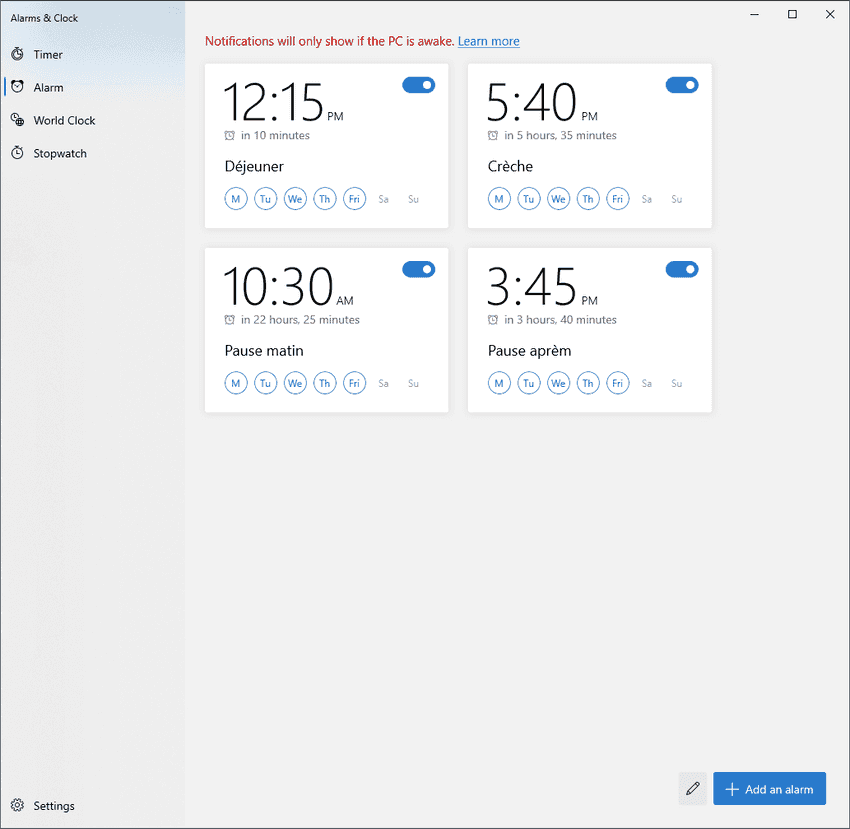 Alarms & Clock
Timer
Alarm
World Clock
Stopwatch
Settings
Notifications will only show if the PC is awake. Learn more
12:15 PM
in 10 minutes
Déjeuner
M Tu We Th Fri Sa Su
5:40 PM
in 5 hours, 35 minutes
Crèche
M Tu We Th Fri Sa Su
10:30 AM
in 22 hours, 25 minutes
Pause matin
M Tu We Th Fri Sa Su
3:45 PM
in 3 hours, 40 minutes
Pause aprèm
M Tu We Th Fri Sa Su
Add an alarm